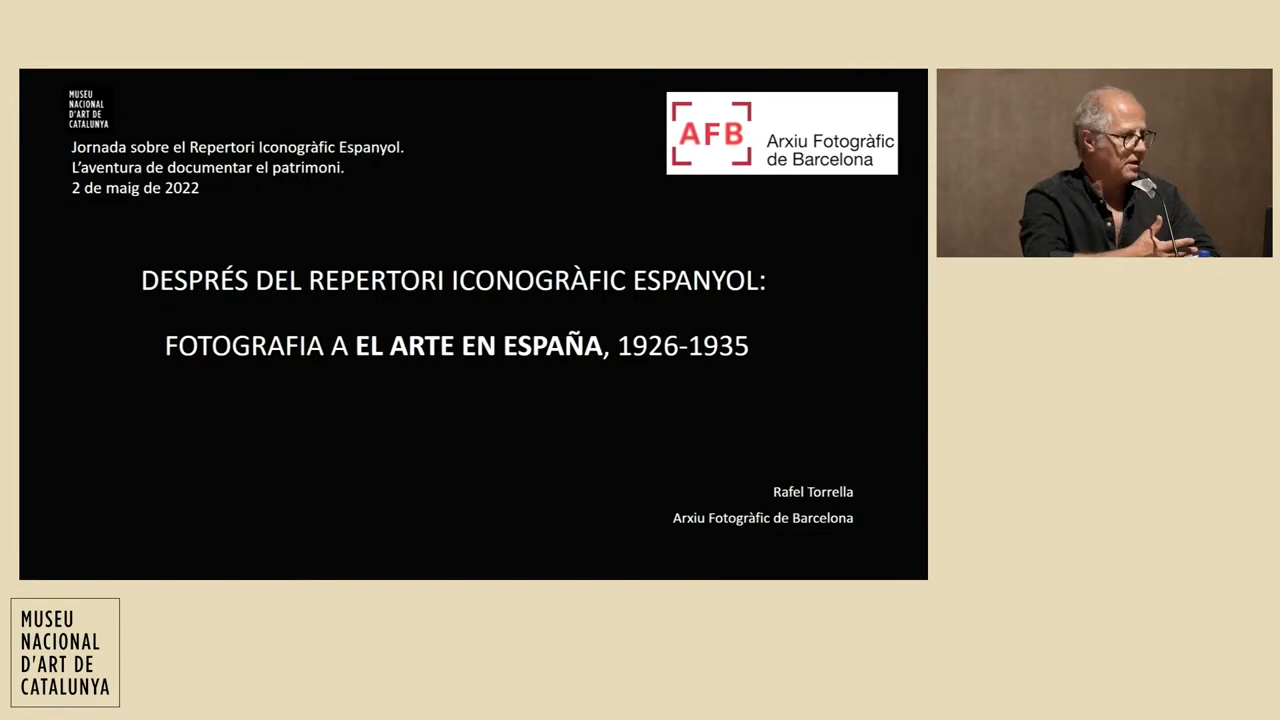 MUSEU
NACIONAL
D'ART DE
CATALUNYA
Jornada sobre el Repertori Iconogràfic Espanyol.
L'aventura de documentar el patrimoni.
2 de maig de 2022
AFB
Arxiu Fotogràfic
de Barcelona
DESPRÉS DEL REPERTORI ICONOGRÀFIC ESPANYOL:
FOTOGRAFIA A EL ARTE EN ESPAÑA, 1926-1935
Rafel Torrella
Arxiu Fotogràfic de Barcelona
MUSEU
NACIONAL
D'ART DE
CATALUNYA